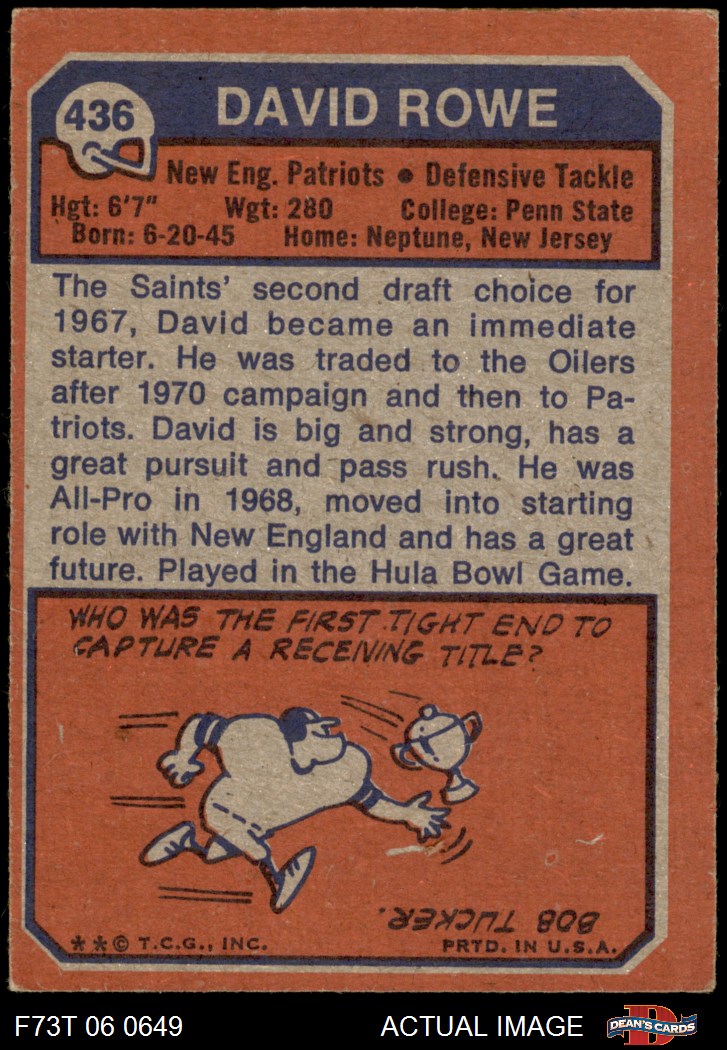 436
DAVID ROWE
New Eng. Patriots • Defensive Tackle
Hgt: 6'7" Wgt: 280 College: Penn State
Born: 6-20-45 Home: Neptune, New Jersey
The Saints' second draft choice for
1967, David became an immediate
starter. He was traded to the Oilers
after 1970 campaign and then to Pa-
triots. David is big and strong, has a
great pursuit and pass rush. He was
All-Pro in 1968, moved into starting
role with New England and has a great
future. Played in the Hula Bowl Game.
WHO WAS THE FIRST TIGHT END TO
CAPTURE A RECEIVING TITLE?
BOB TUCKER.
**© T.C.G., INC. PRTD. IN U.S.A.
F73T 06 0649 ACTUAL IMAGE D DEAN'S CARDS